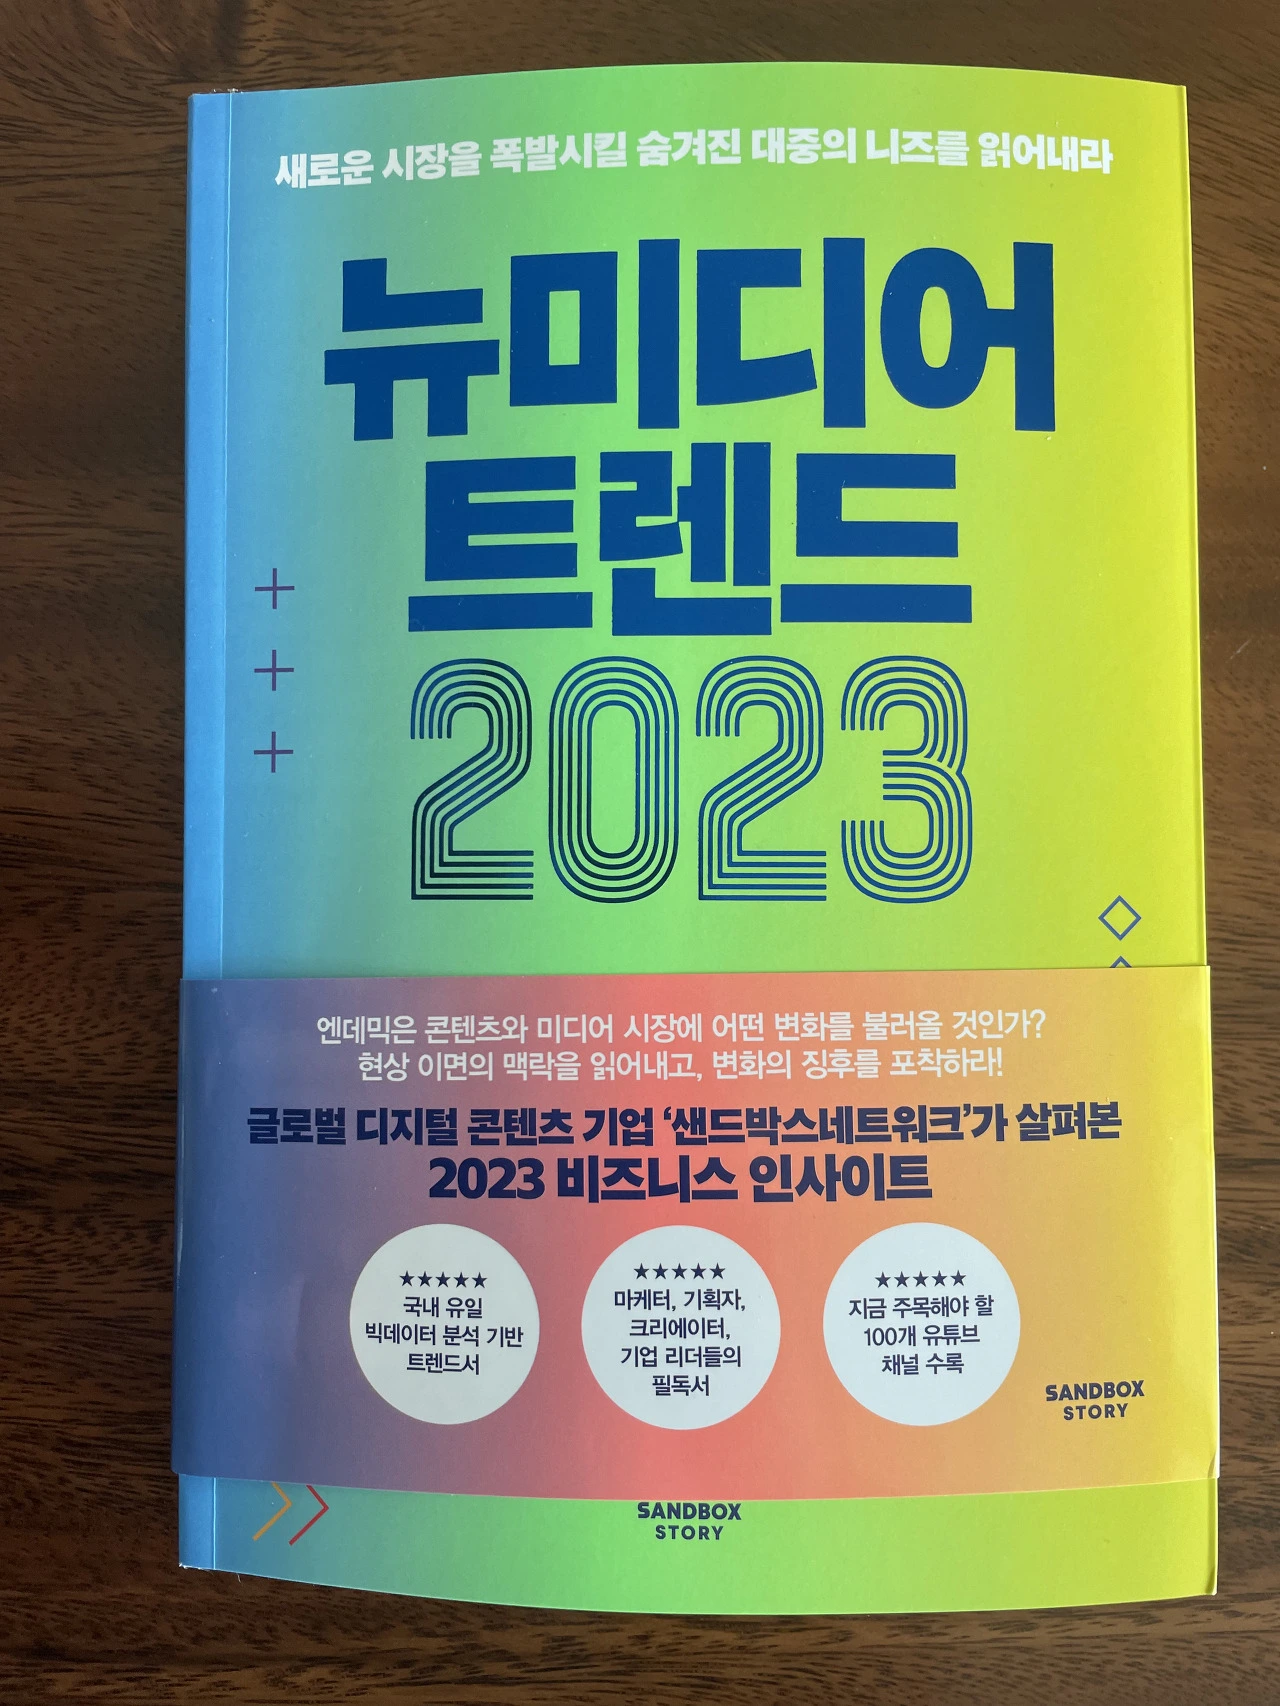 새로운 시장을 폭발시킬 숨겨진 대중의 니즈를 읽어내라
뉴미디어
트렌드
2023
엔데믹은 콘텐츠와 미디어 시장에 어떤 변화를 불러올 것인가?
현상 이면의 맥락을 읽어내고, 변화의 징후를 포착하라!
글로벌 디지털 콘텐츠 기업 ‘샌드박스네트워크’가 살펴본
2023 비즈니스 인사이트
★★★★★
국내 유일
빅데이터 분석 기반
트렌드서
★★★★★
마케터, 기획자,
크리에이터,
기업 리더들의
필독서
★★★★★
지금 주목해야 할
100개 유튜브
채널 수록
SANDBOX
STORY
SANDBOX
STORY